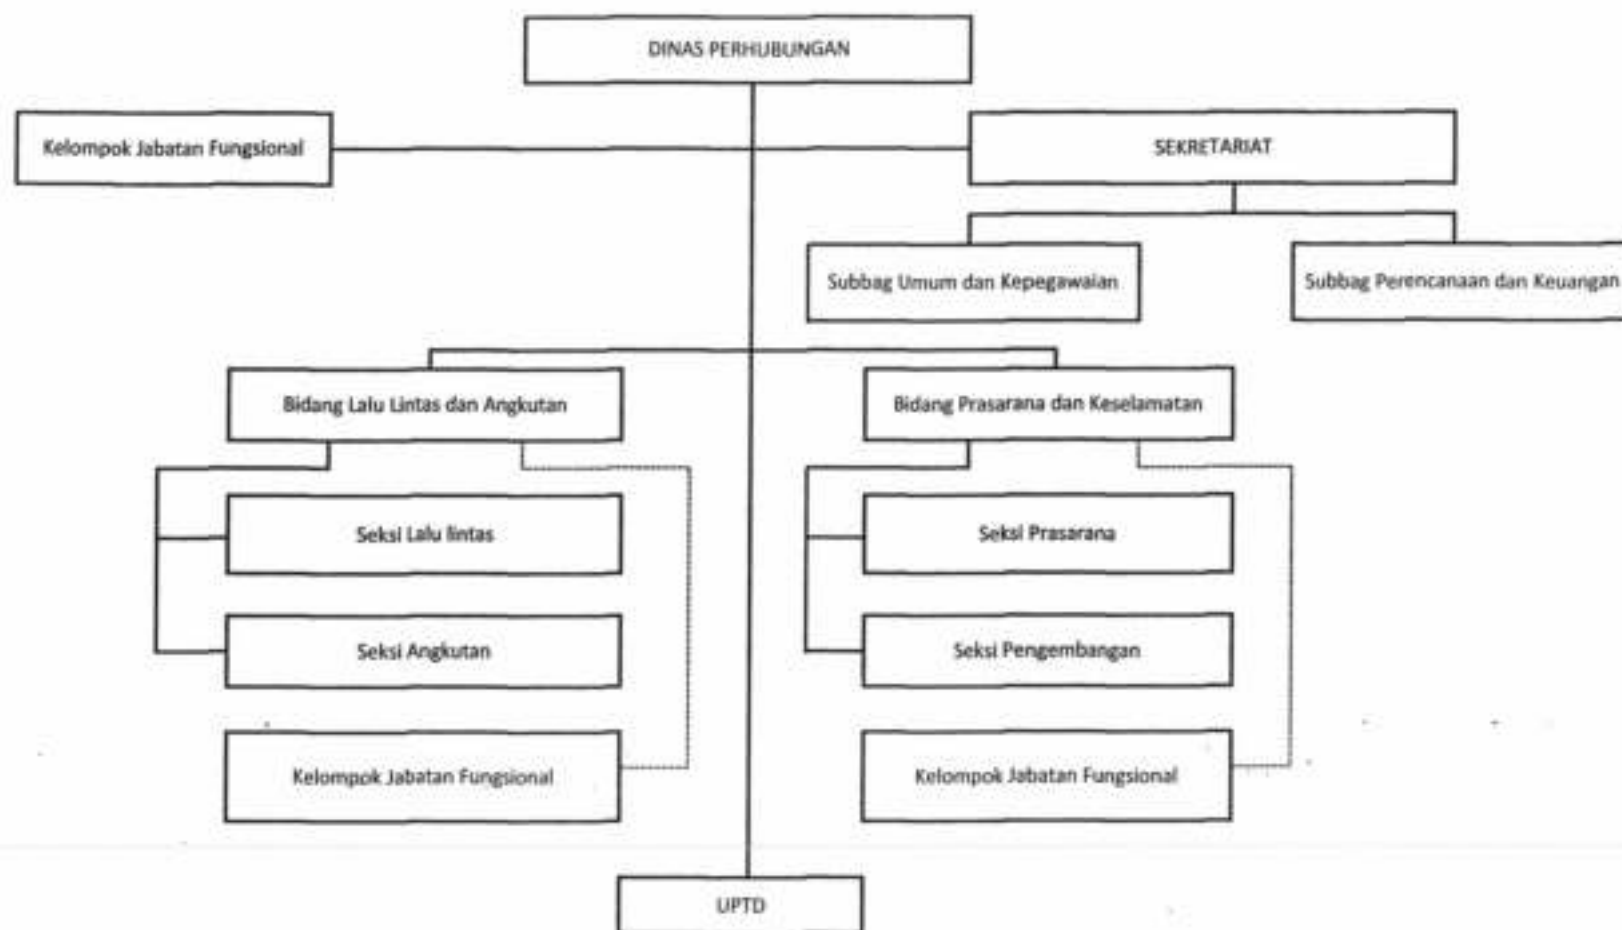 DINAS PERHUBUNGAN
Kelompok Jabatan Fungsional
SEKRETARIAT
Subbag Umum dan Kepegawaian
Subbag Perencanaan dan Keuangan
Bidang Lalu Lintas dan Angkutan
Bidang Prasarana dan Keselamatan
Seksi Lalu lintas
Seksi Prasarana
Seksi Angkutan
Seksi Pengembangan
Kelompok Jabatan Fungsional
Kelompok Jabatan Fungsional
UPTD